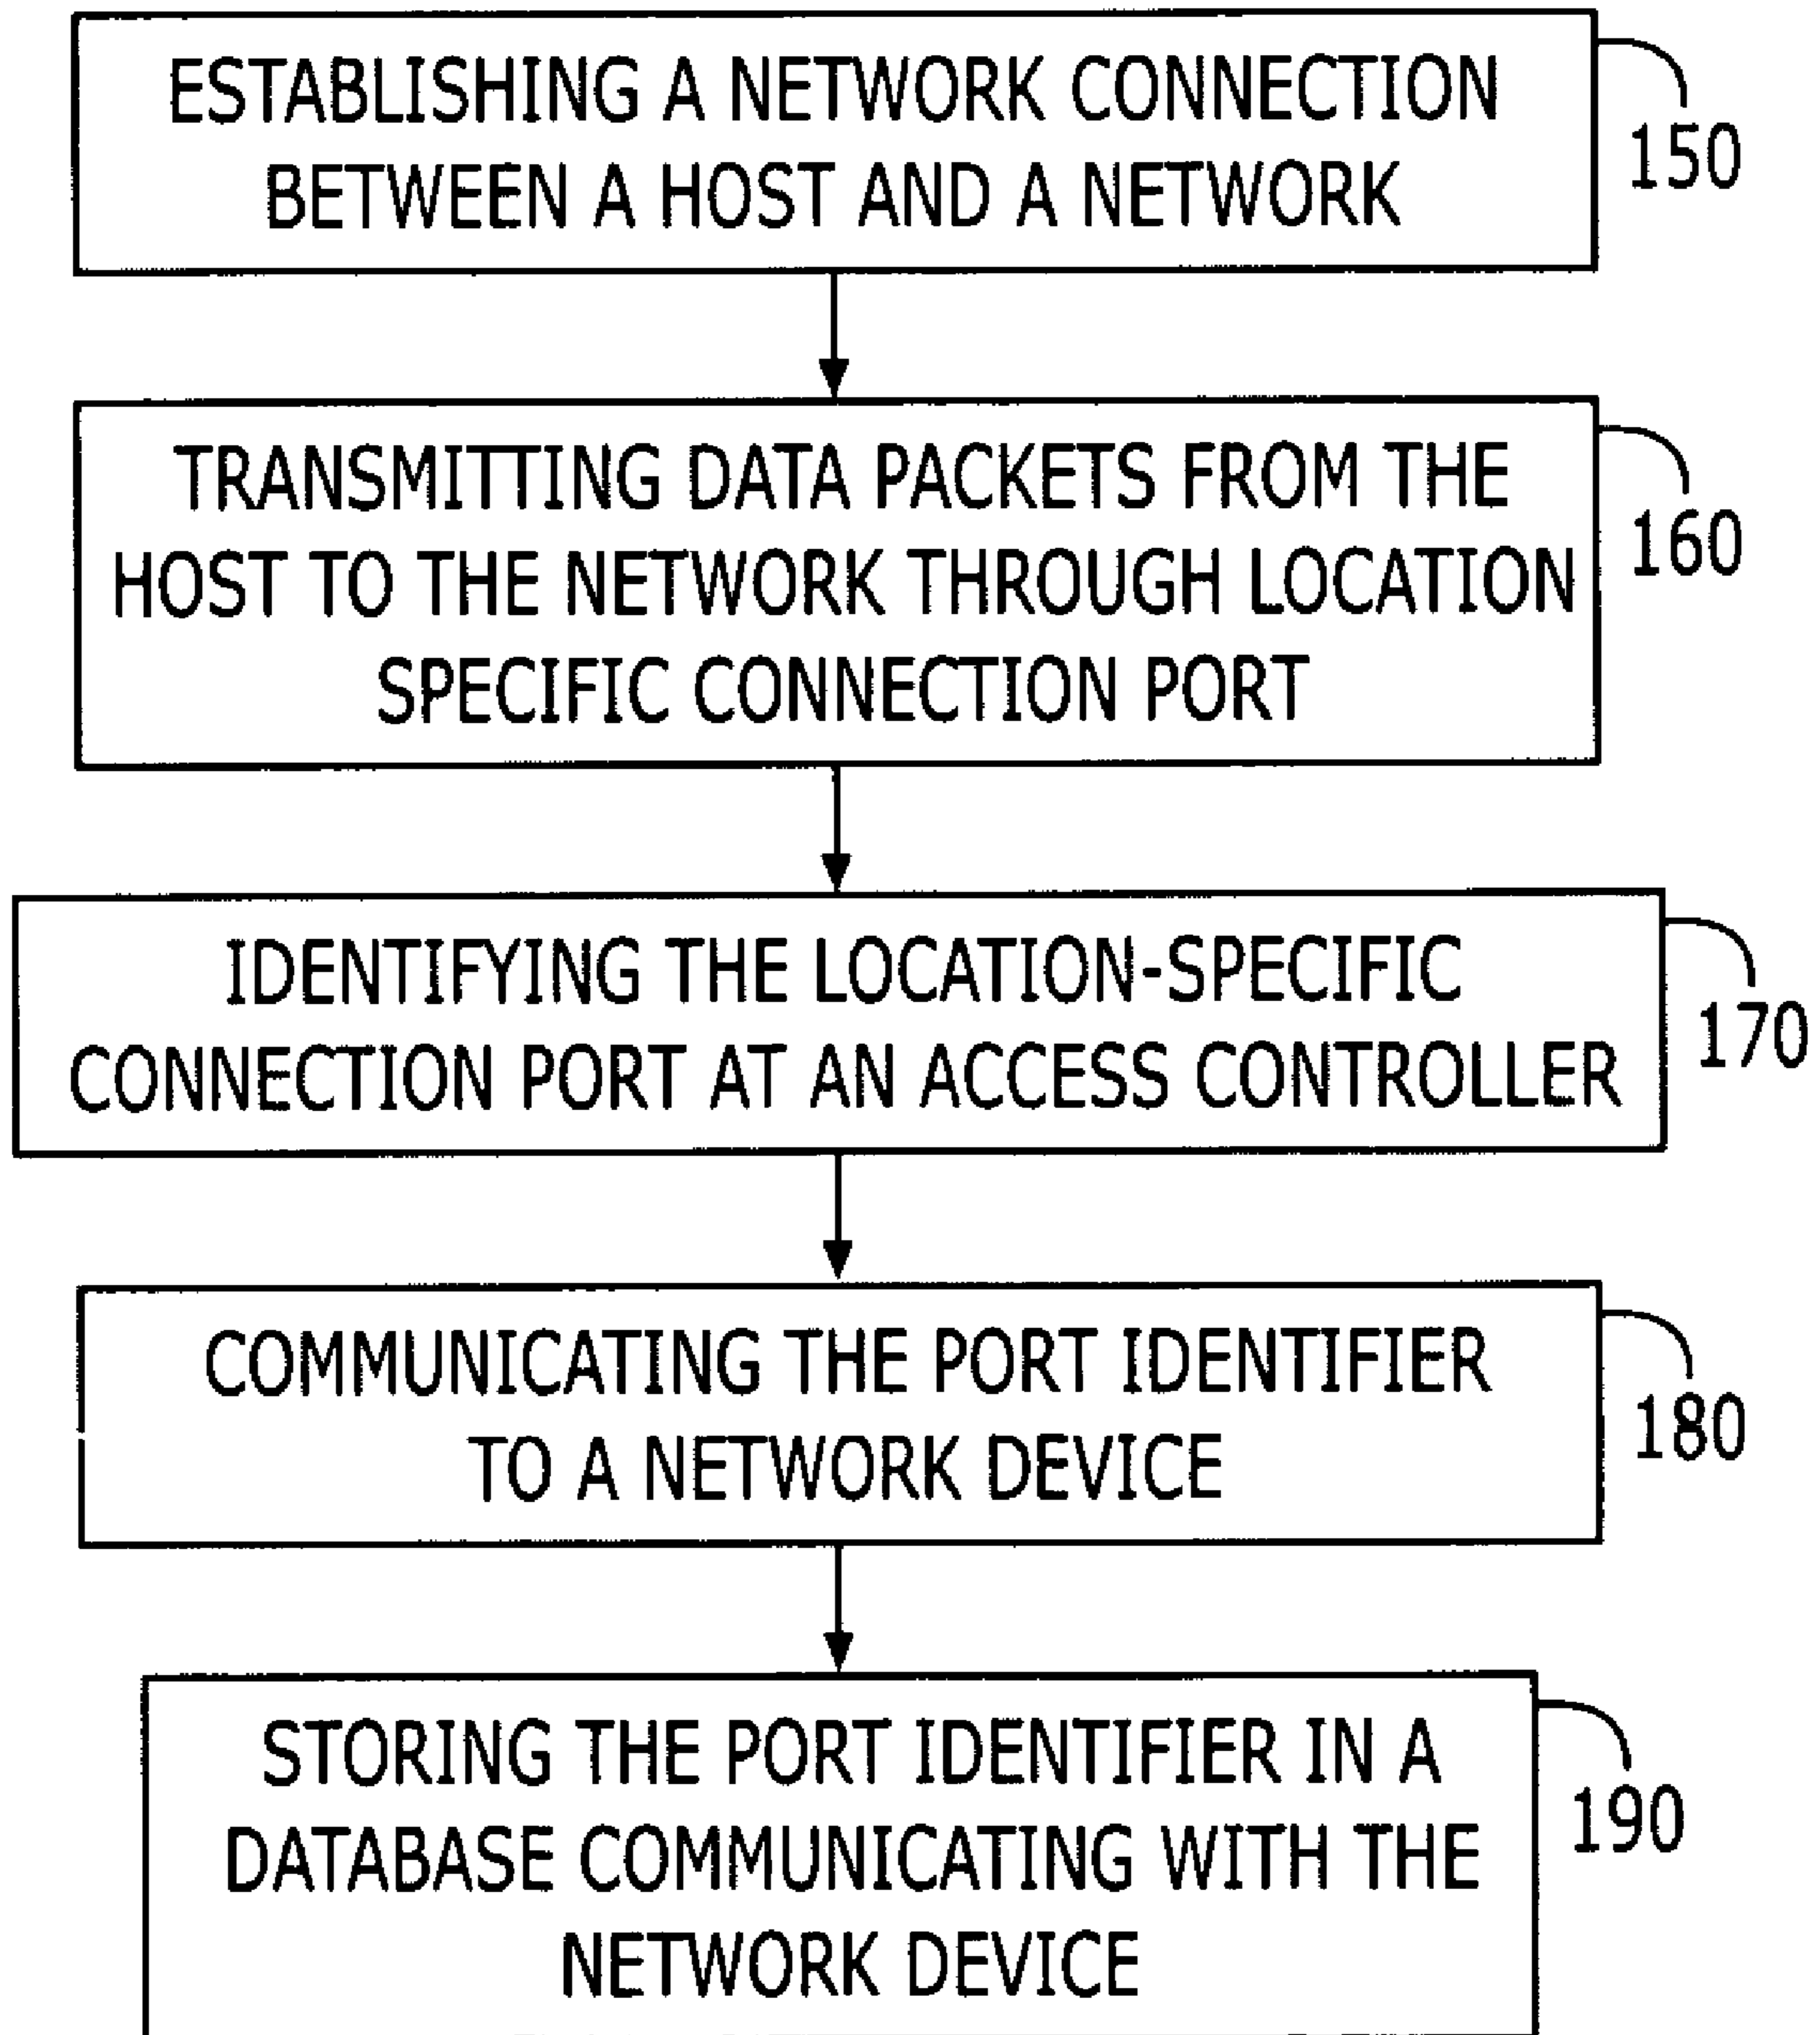 ESTABLISHING A NETWORK CONNECTION
BETWEEN A HOST AND A NETWORK
150
TRANSMITTING DATA PACKETS FROM THE
HOST TO THE NETWORK THROUGH LOCATION
SPECIFIC CONNECTION PORT
160
IDENTIFYING THE LOCATION-SPECIFIC
CONNECTION PORT AT AN ACCESS CONTROLLER
170
COMMUNICATING THE PORT IDENTIFIER
TO A NETWORK DEVICE
180
STORING THE PORT IDENTIFIER IN A
DATABASE COMMUNICATING WITH THE
NETWORK DEVICE
190